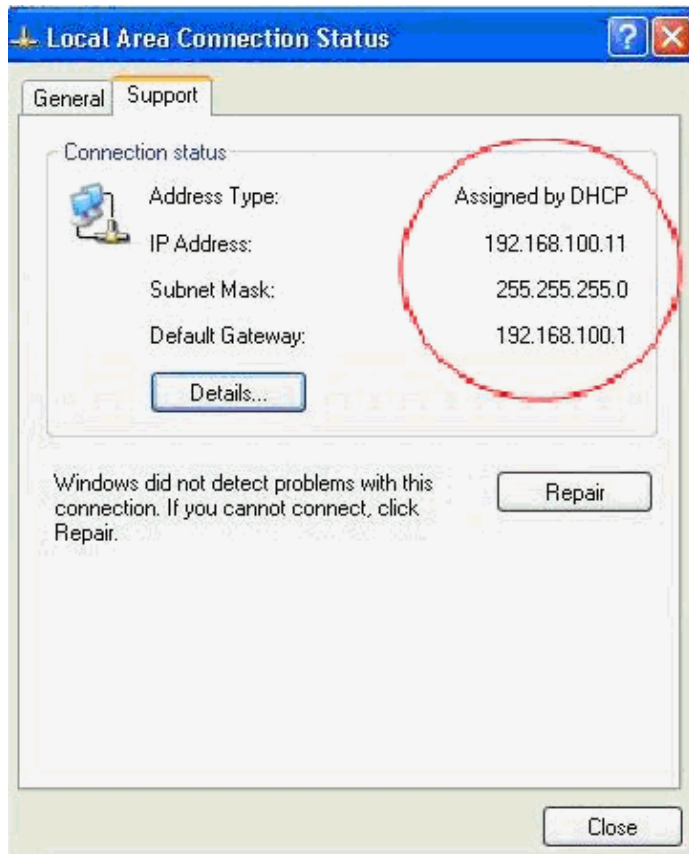 Local Area Connection Status
General Support
Connection status
Address Type: Assigned by DHCP
IP Address: 192.168.100.11
Subnet Mask: 255.255.255.0
Default Gateway: 192.168.100.1
Details...
Windows did not detect problems with this
connection. If you cannot connect, click
Repair.
Repair
Close